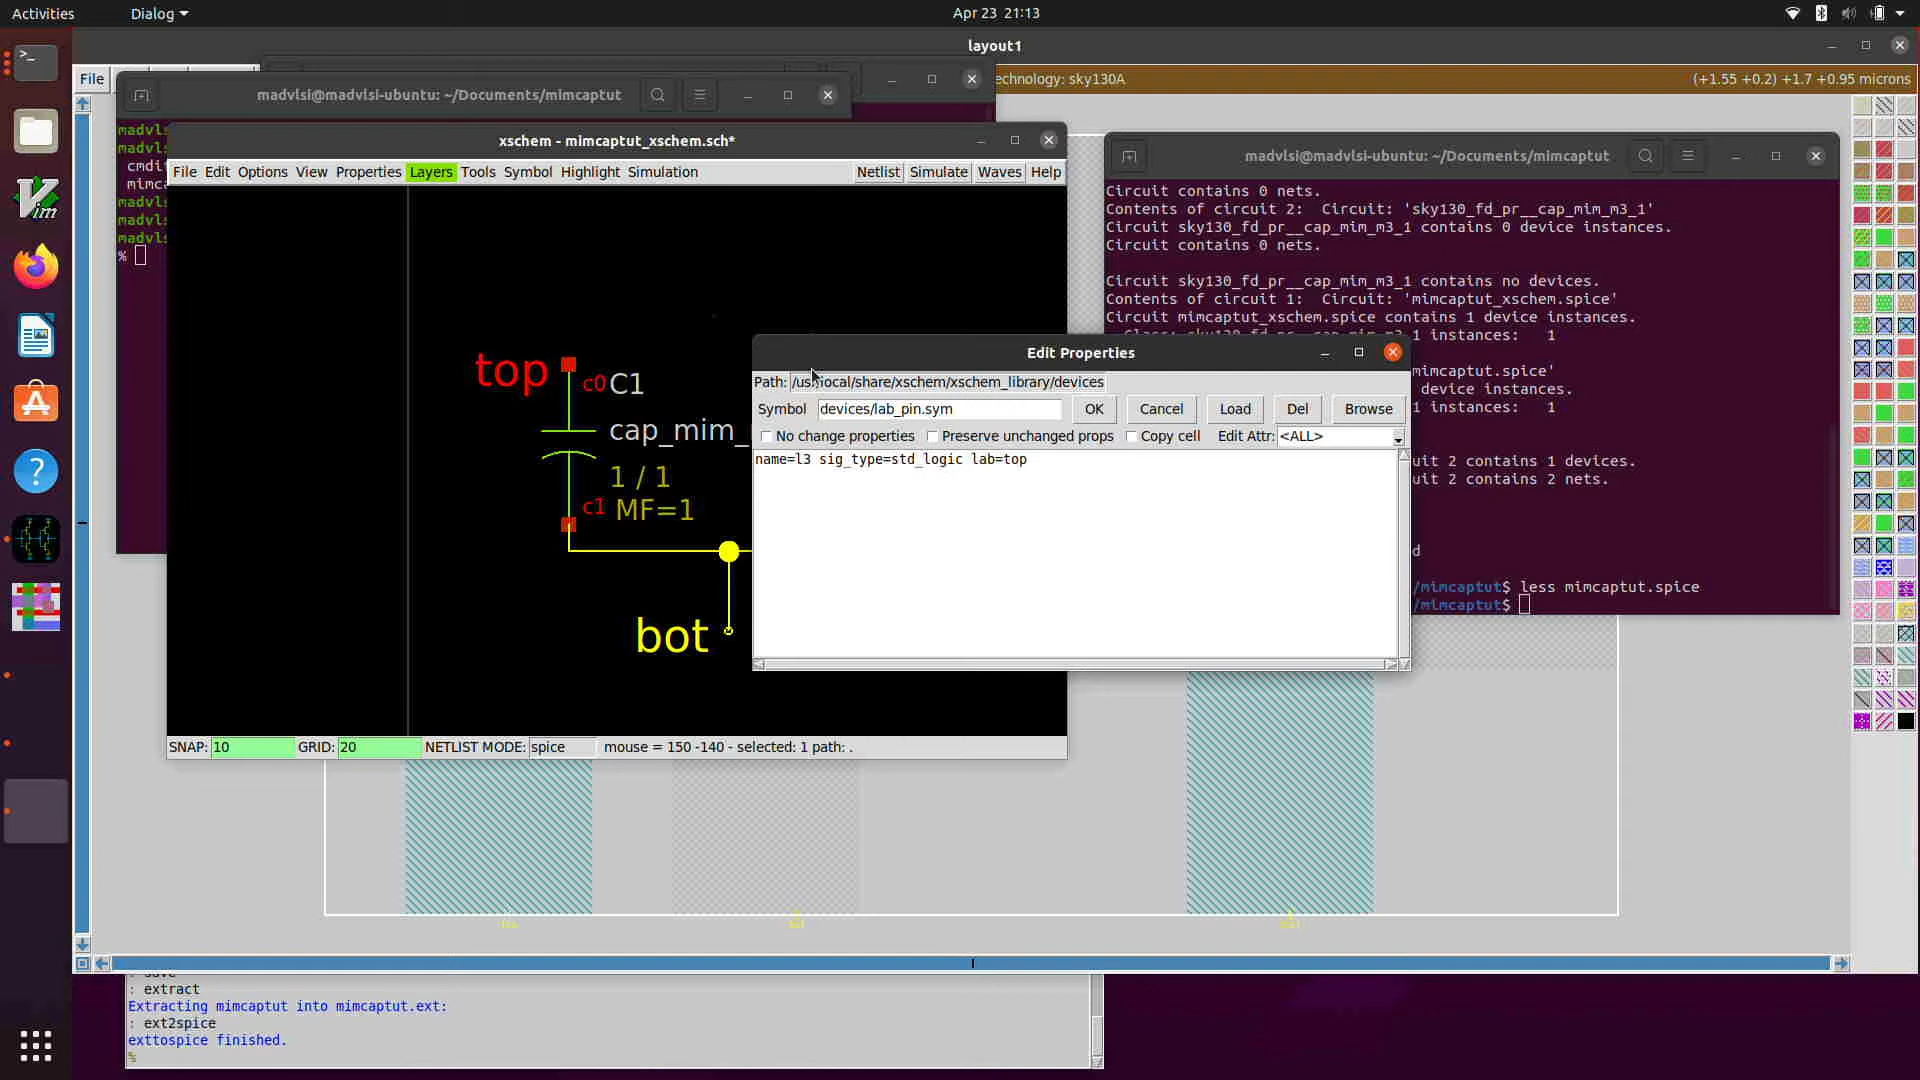 Activities
Dialog
Apr 23 21:13
layout1
File
echnology: sky130A
(+1.55 +0.2) +1.7 +0.95 microns
madvlsi@madvlsi-ubuntu: ~/Documents/mimcaptut
madvls
madvls
cmdi
mimca
madvls
madvls
madvls
%
xschem - mimcaptut_xschem.sch*
File Edit Options View Properties Layers Tools Symbol Highlight Simulation
Netlist Simulate Waves Help
top
c0
C1
cap_mim_
1 / 1
c1
MF=1
bot
SNAP: 10 GRID: 20 NETLIST MODE: spice mouse = 150 -140 - selected: 1 path: .
madvlsi@madvlsi-ubuntu: ~/Documents/mimcaptut
Circuit contains 0 nets.
Contents of circuit 2: Circuit: 'sky130_fd_pr__cap_mim_m3_1'
Circuit sky130_fd_pr__cap_mim_m3_1 contains 0 device instances.
Circuit contains 0 nets.
Circuit sky130_fd_pr__cap_mim_m3_1 contains no devices.
Contents of circuit 1: Circuit: 'mimcaptut_xschem.spice'
Circuit mimcaptut_xschem.spice contains 1 device instances.
1 instances: 1
mimcaptut.spice'
device instances.
1 instances: 1
uit 2 contains 1 devices.
uit 2 contains 2 nets.
d
/mimcaptut$ less mimcaptut.spice
/mimcaptut$
Edit Properties
Path: /usr/local/share/xschem/xschem_library/devices
Symbol devices/lab_pin.sym OK Cancel Load Del Browse
No change properties Preserve unchanged props Copy cell Edit Attr: <ALL>
name=l3 sig_type=std_logic lab=top
: save
: extract
Extracting mimcaptut into mimcaptut.ext:
: ext2spice
exttospice finished.
%